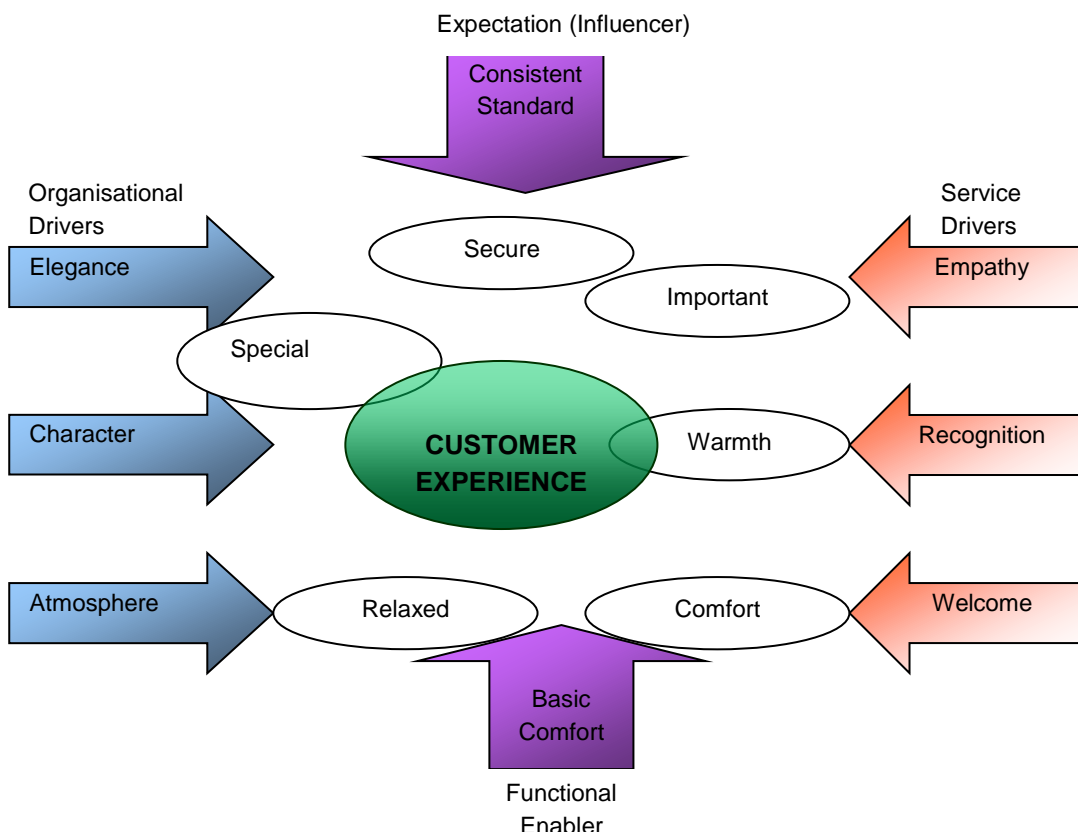 Expectation (Influencer)
Consistent
Standard
Organisational
Drivers
Service
Drivers
Elegance
Secure
Empathy
Important
Special
Character
CUSTOMER
EXPERIENCE
Warmth
Recognition
Atmosphere
Relaxed
Comfort
Welcome
Basic
Comfort
Functional
Enabler